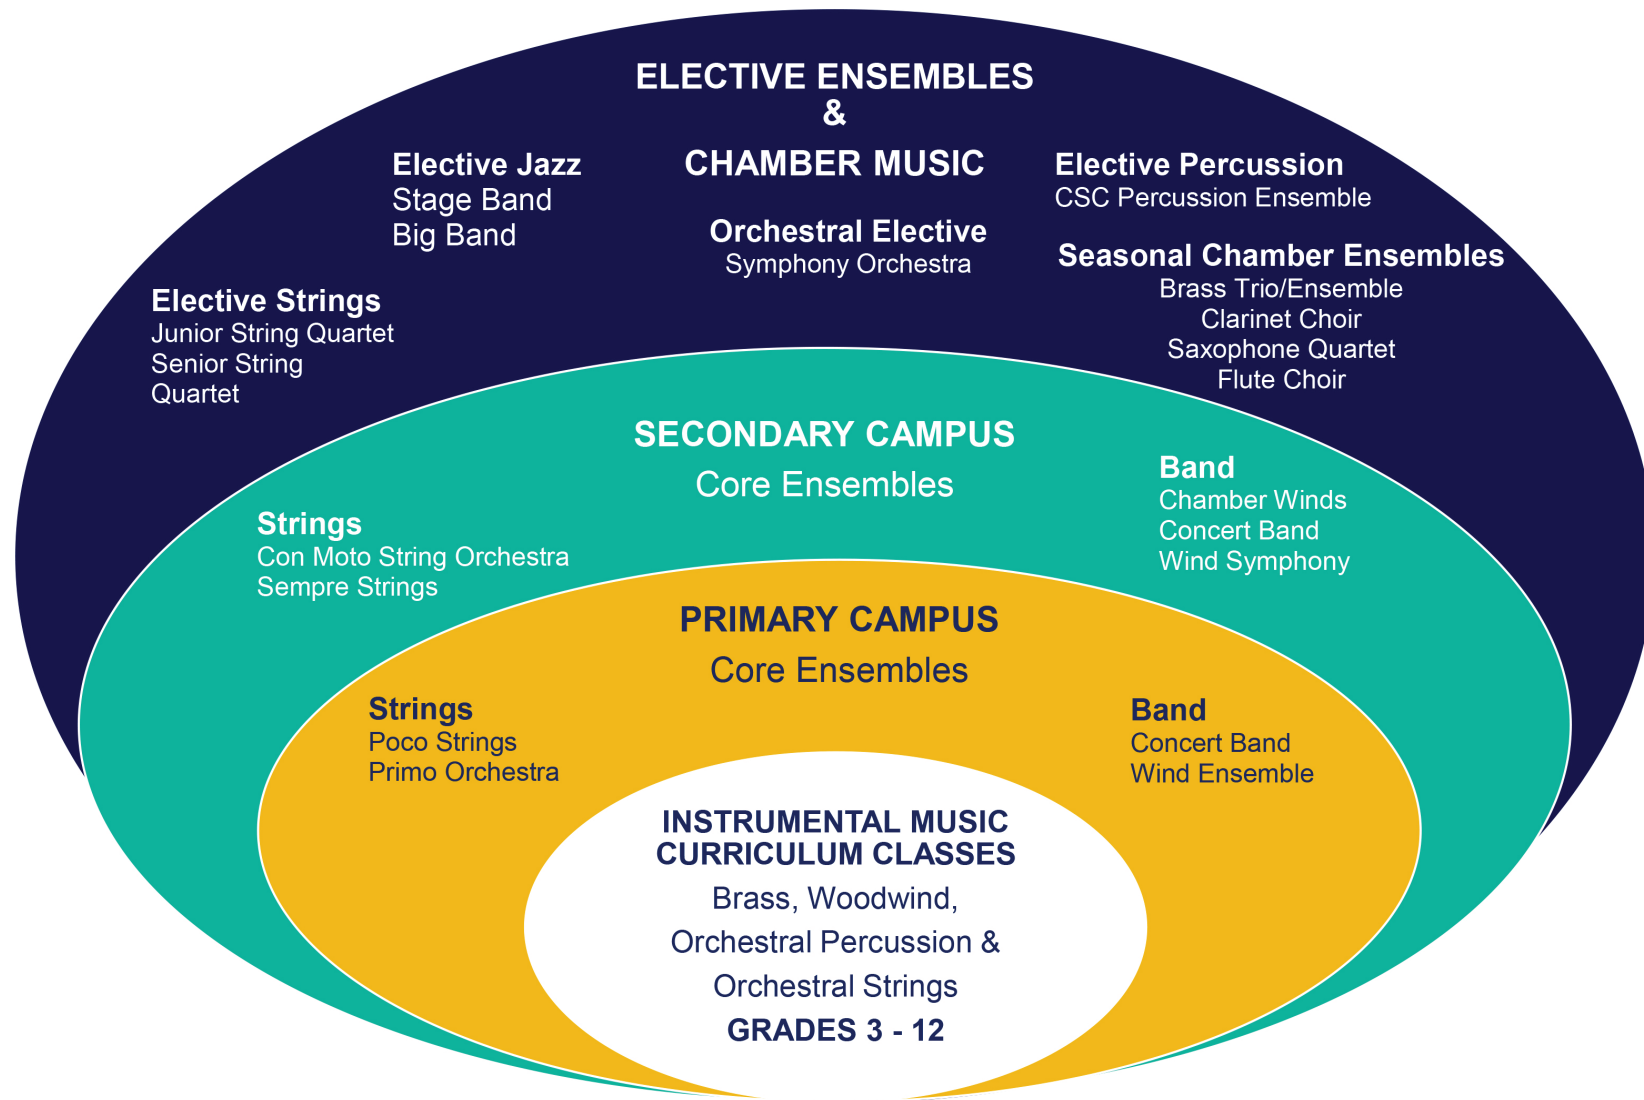 ELECTIVE ENSEMBLES
&
CHAMBER MUSIC
Elective Jazz
Stage Band
Big Band
Orchestral Elective
Symphony Orchestra
Elective Percussion
CSC Percussion Ensemble
Seasonal Chamber Ensembles
Brass Trio/Ensemble
Clarinet Choir
Saxophone Quartet
Flute Choir
Elective Strings
Junior String Quartet
Senior String
Quartet
SECONDARY CAMPUS
Core Ensembles
Strings
Con Moto String Orchestra
Sempre Strings
Band
Chamber Winds
Concert Band
Wind Symphony
PRIMARY CAMPUS
Core Ensembles
Strings
Poco Strings
Primo Orchestra
Band
Concert Band
Wind Ensemble
INSTRUMENTAL MUSIC
CURRICULUM CLASSES
Brass, Woodwind,
Orchestral Percussion &
Orchestral Strings
GRADES 3 - 12